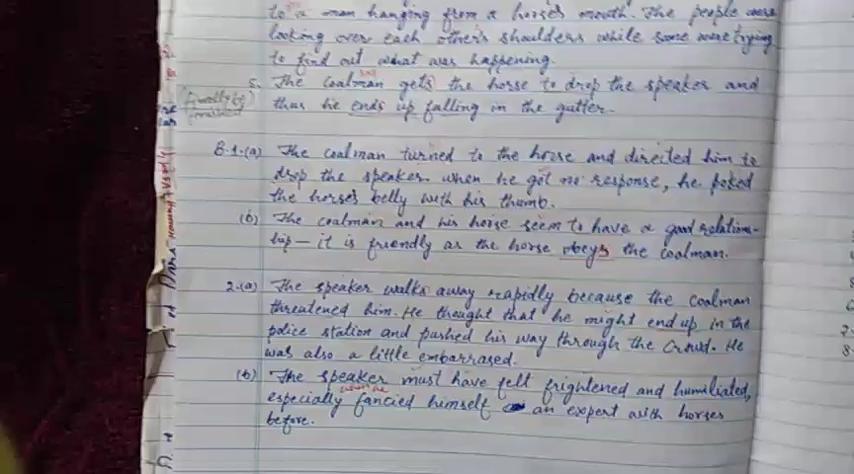 to a man hanging from a horse's mouth. The people were
looking over each other's shoulders while some were trying
to find out what was happening.
5. The coalman gets the horse to drop the speaker and
thus he ends up falling in the gutter.
B.1.(a) The coalman turned to the horse and directed him to
drop the speaker. when he got no response, he poked
the horse's belly with his thumb.
(b) The coalman and his horse seem to have a good relation-
hip — it is friendly as the horse obeys the coalman.
2.(a) The speaker walks away rapidly because the coalman
threatened him. He thought that he might end up in the
police station and pushed his way through the crowd. He
was also a little embarrased.
(b) The speaker must have felt frightened and humiliated,
especially when he fancied himself an expert with horses
before.